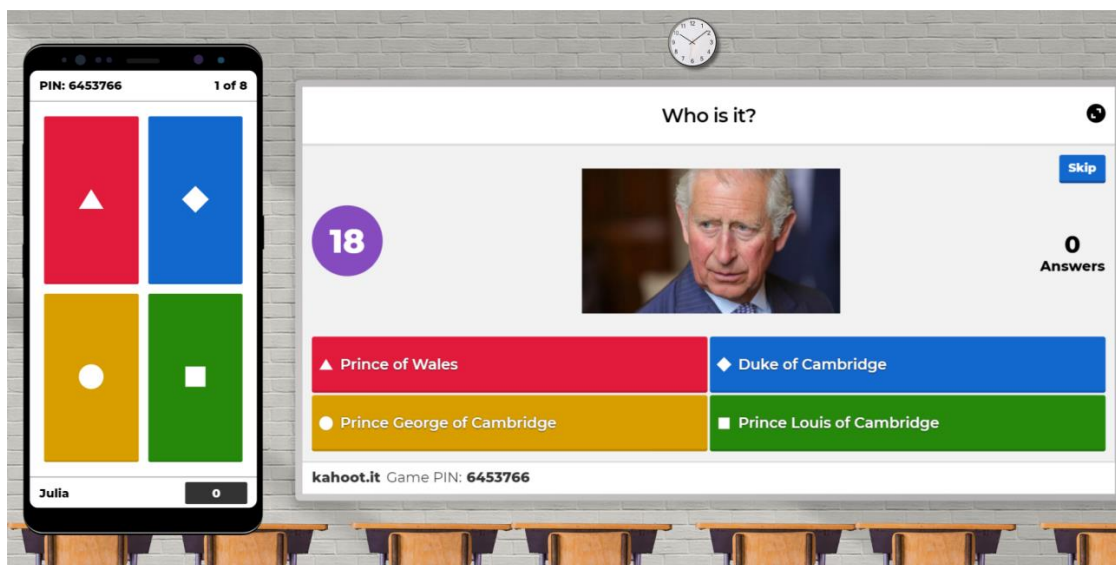 PIN: 6453766 1 of 8
Julia 0
Who is it?
Skip
18
0
Answers
Prince of Wales
Duke of Cambridge
Prince George of Cambridge
Prince Louis of Cambridge
kahoot.it Game PIN: 6453766